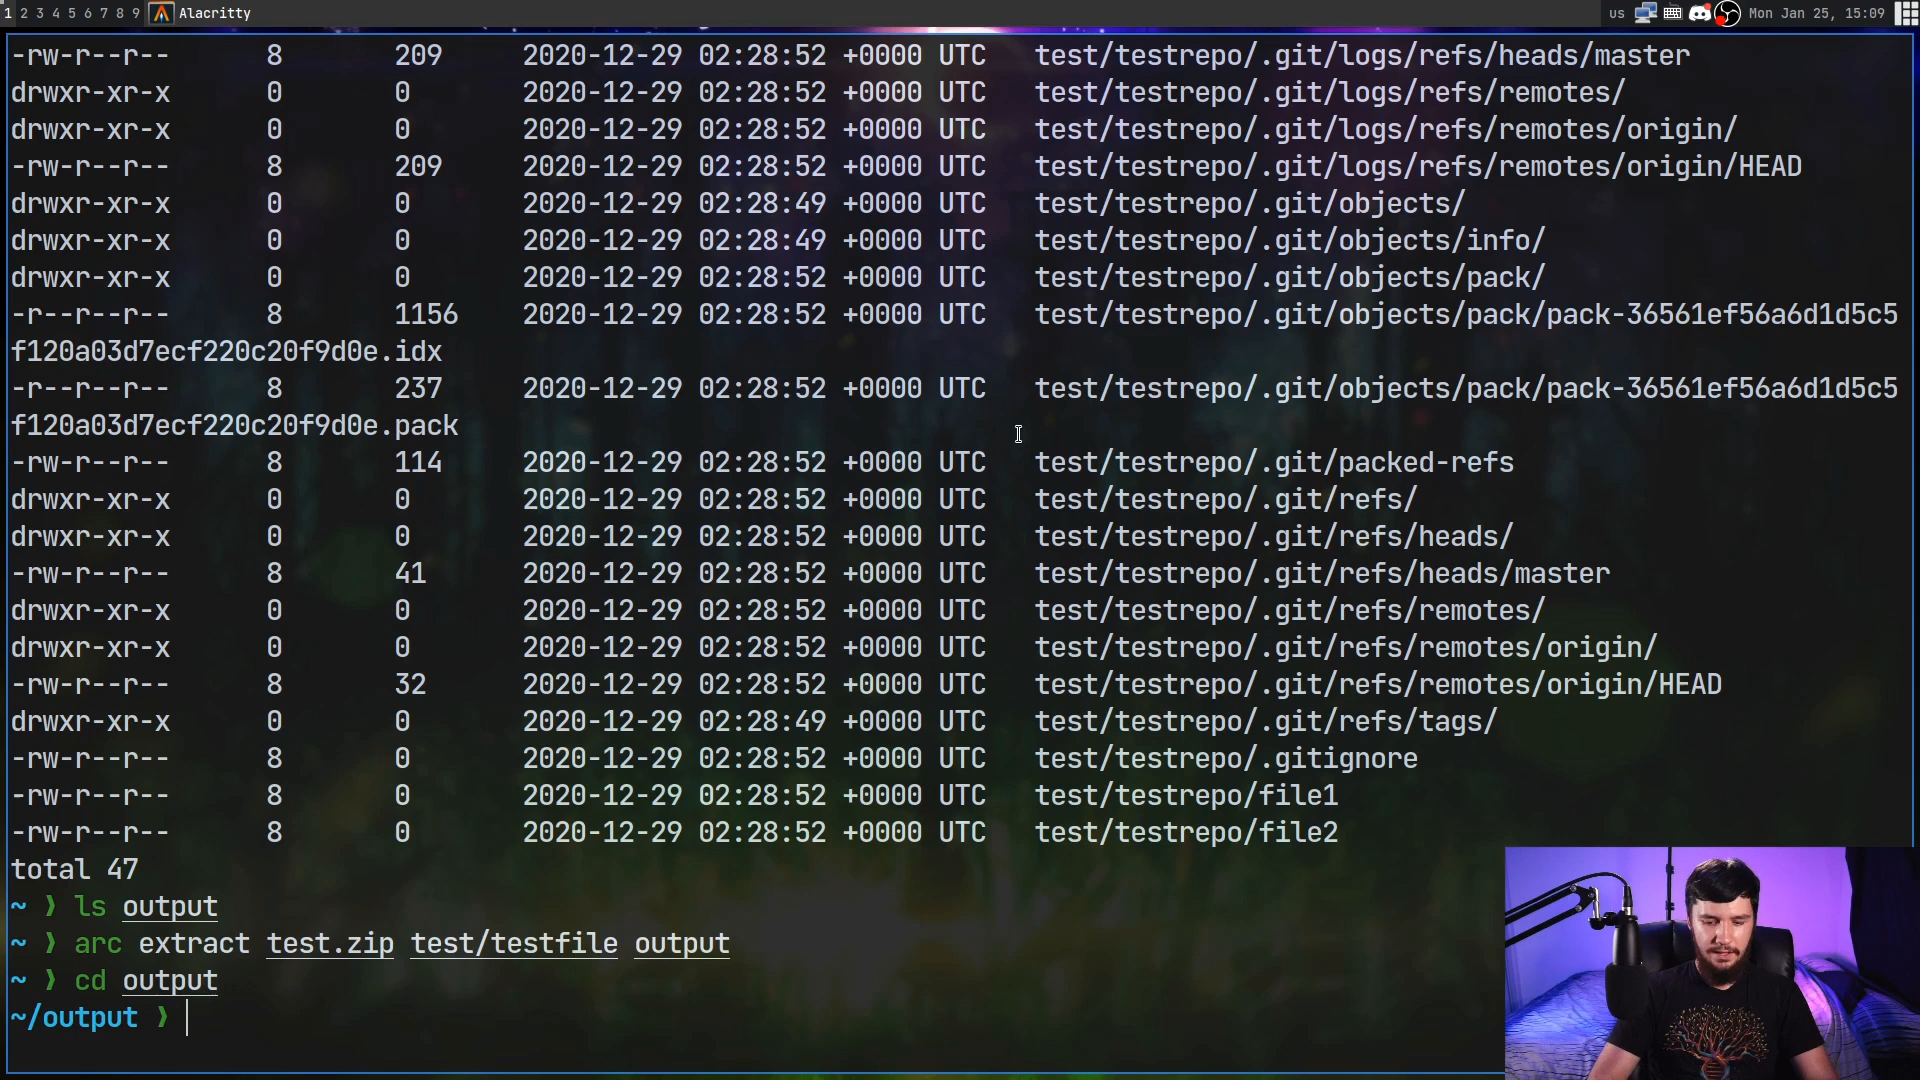 1 2 3 4 5 6 7 8 9 Alacritty us Mon Jan 25, 15:09
-rw-r--r-- 8 209 2020-12-29 02:28:52 +0000 UTC test/testrepo/.git/logs/refs/heads/master
drwxr-xr-x 0 0 2020-12-29 02:28:52 +0000 UTC test/testrepo/.git/logs/refs/remotes/
drwxr-xr-x 0 0 2020-12-29 02:28:52 +0000 UTC test/testrepo/.git/logs/refs/remotes/origin/
-rw-r--r-- 8 209 2020-12-29 02:28:52 +0000 UTC test/testrepo/.git/logs/refs/remotes/origin/HEAD
drwxr-xr-x 0 0 2020-12-29 02:28:49 +0000 UTC test/testrepo/.git/objects/
drwxr-xr-x 0 0 2020-12-29 02:28:49 +0000 UTC test/testrepo/.git/objects/info/
drwxr-xr-x 0 0 2020-12-29 02:28:52 +0000 UTC test/testrepo/.git/objects/pack/
-r--r--r-- 8 1156 2020-12-29 02:28:52 +0000 UTC test/testrepo/.git/objects/pack/pack-36561ef56a6d1d5c5
f120a03d7ecf220c20f9d0e.idx
-r--r--r-- 8 237 2020-12-29 02:28:52 +0000 UTC test/testrepo/.git/objects/pack/pack-36561ef56a6d1d5c5
f120a03d7ecf220c20f9d0e.pack
-rw-r--r-- 8 114 2020-12-29 02:28:52 +0000 UTC test/testrepo/.git/packed-refs
drwxr-xr-x 0 0 2020-12-29 02:28:52 +0000 UTC test/testrepo/.git/refs/
drwxr-xr-x 0 0 2020-12-29 02:28:52 +0000 UTC test/testrepo/.git/refs/heads/
-rw-r--r-- 8 41 2020-12-29 02:28:52 +0000 UTC test/testrepo/.git/refs/heads/master
drwxr-xr-x 0 0 2020-12-29 02:28:52 +0000 UTC test/testrepo/.git/refs/remotes/
drwxr-xr-x 0 0 2020-12-29 02:28:52 +0000 UTC test/testrepo/.git/refs/remotes/origin/
-rw-r--r-- 8 32 2020-12-29 02:28:52 +0000 UTC test/testrepo/.git/refs/remotes/origin/HEAD
drwxr-xr-x 0 0 2020-12-29 02:28:49 +0000 UTC test/testrepo/.git/refs/tags/
-rw-r--r-- 8 0 2020-12-29 02:28:52 +0000 UTC test/testrepo/.gitignore
-rw-r--r-- 8 0 2020-12-29 02:28:52 +0000 UTC test/testrepo/file1
-rw-r--r-- 8 0 2020-12-29 02:28:52 +0000 UTC test/testrepo/file2
total 47
~ ❯ ls output
~ ❯ arc extract test.zip test/testfile output
~ ❯ cd output
~/output ❯